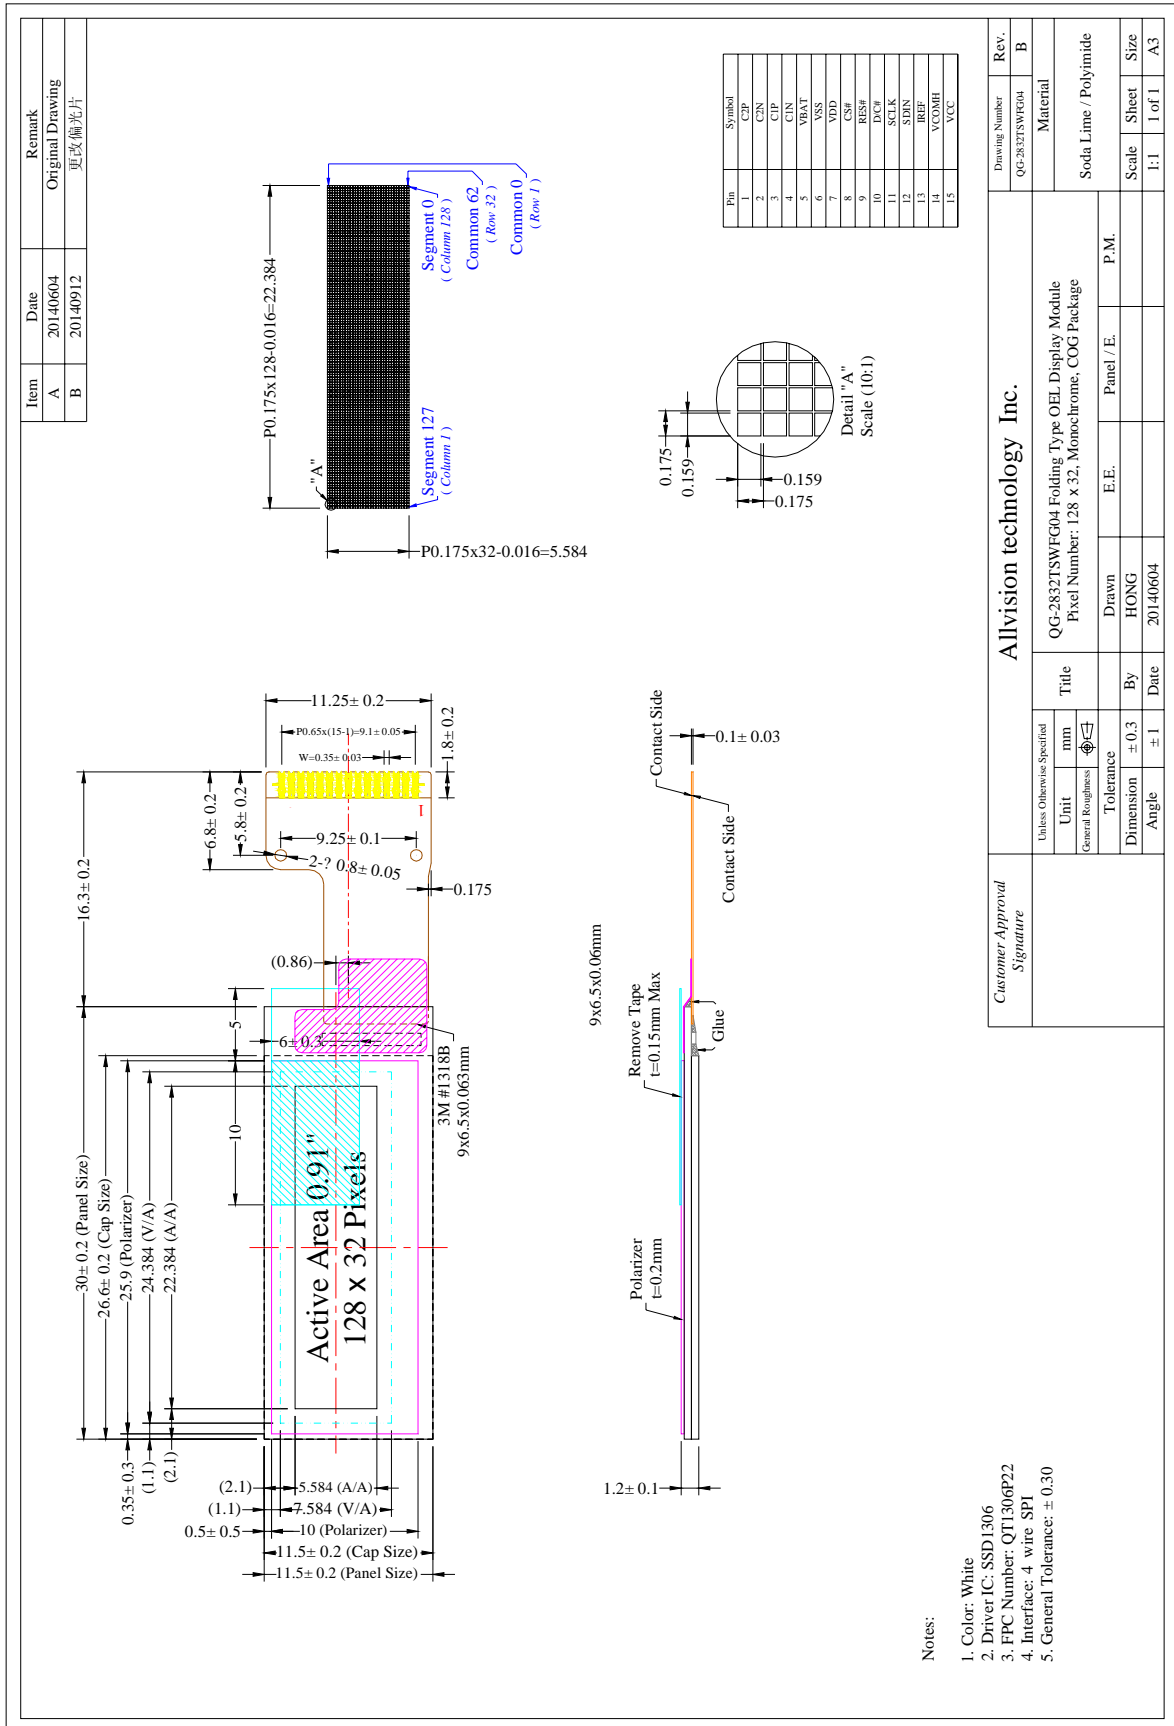 Item Date Remark
A 20140604 Original Drawing
B 20140912 更改偏光片
30± 0.2 (Panel Size)
26.6± 0.2 (Cap Size)
25.9 (Polarizer)
24.384 (V/A)
22.384 (A/A)
0.35± 0.3
(1.1)
(2.1)
16.3± 0.2
6.8± 0.2
5.8± 0.2
5
10
6± 0.3
(0.86)
11.25± 0.2
P0.65x(15-1)=9.1± 0.05
W=0.35± 0.03
9.25± 0.1
2-? 0.8± 0.05
1.8± 0.2
1
0.175
Active Area 0.91"
128 x 32 Pixels
3M #1318B
9x6.5x0.063mm
(2.1)
5.584 (A/A)
(1.1)
7.584 (V/A)
0.5± 0.5
10 (Polarizer)
11.5± 0.2 (Cap Size)
11.5± 0.2 (Panel Size)
P0.175x128-0.016=22.384
"A"
P0.175x32-0.016=5.584
Segment 127
( Column 1 )
Segment 0
( Column 128 )
Common 62
( Row 32 )
Common 0
( Row 1 )
9x6.5x0.06mm
Polarizer
t=0.2mm
Remove Tape
t=0.15mm Max
Glue
Contact Side
Contact Side
0.1± 0.03
1.2± 0.1
0.175
0.159
0.159
0.175
Detail "A"
Scale (10:1)
Pin Symbol
1 C2P
2 C2N
3 C1P
4 C1N
5 VBAT
6 VSS
7 VDD
8 CS#
9 RES#
10 D/C#
11 SCLK
12 SDIN
13 IREF
14 VCOMH
15 VCC
Notes:
1. Color: White
2. Driver IC: SSD1306
3. FPC Number: QT1306P22
4. Interface: 4 wire SPI
5. General Tolerance: ± 0.30
Customer Approval
Signature
Allvision technology Inc.
Unless Otherwise Specified
Unit mm
General Roughness
Tolerance
Dimension ± 0.3
Angle ± 1
Title
QG-2832TSWFG04 Folding Type OEL Display Module
Pixel Number: 128 x 32, Monochrome, COG Package
By
Date
Drawn E.E. Panel / E. P.M.
HONG
20140604
Drawing Number Rev.
QG-2832TSWFG04 B
Material
Soda Lime / Polyimide
Scale Sheet Size
1:1 1 of 1 A3